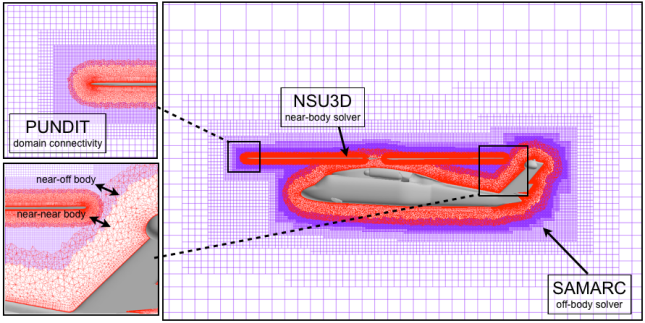 PUNDIT
domain connectivity
near-off body
near-near body
NSU3D
near-body solver
SAMARC
off-body solver